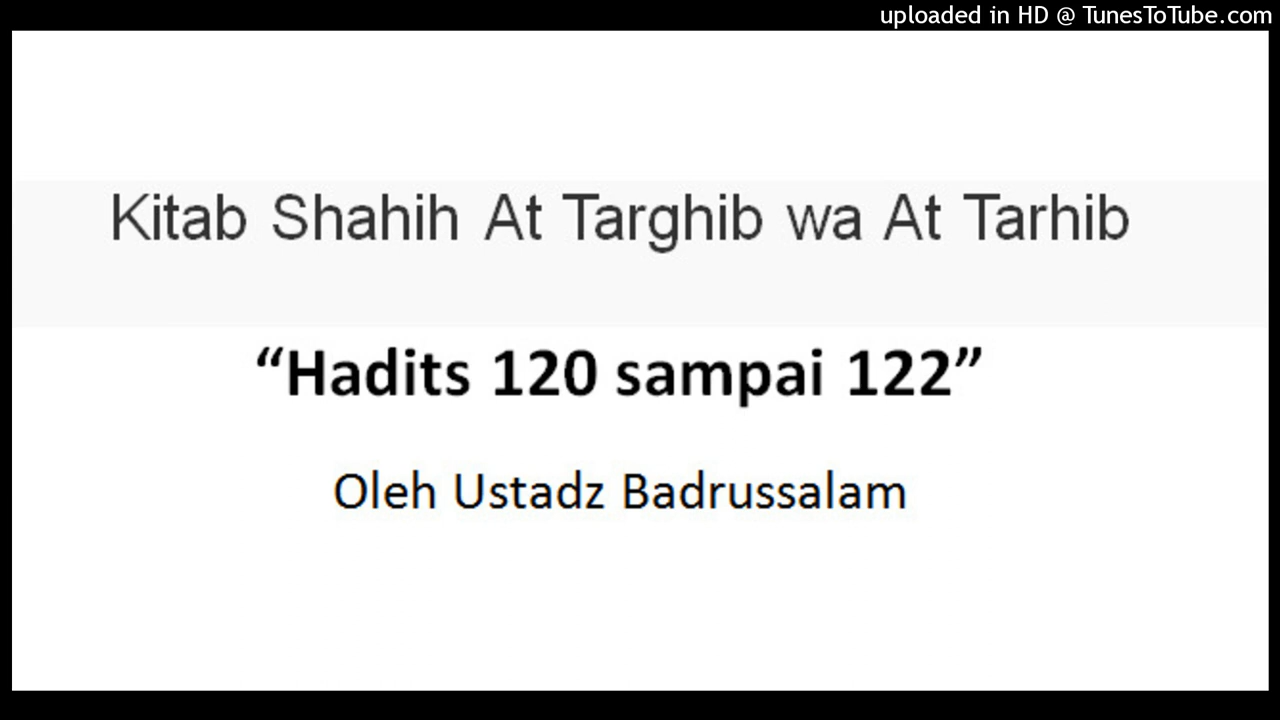 uploaded in HD @ TunesToTube.com
Kitab Shahih At Targhib wa At Tarhib
“Hadits 120 sampai 122”
Oleh Ustadz Badrussalam